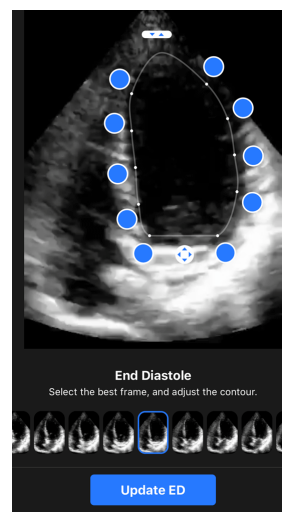 End Diastole
Select the best frame, and adjust the contour.
Update ED